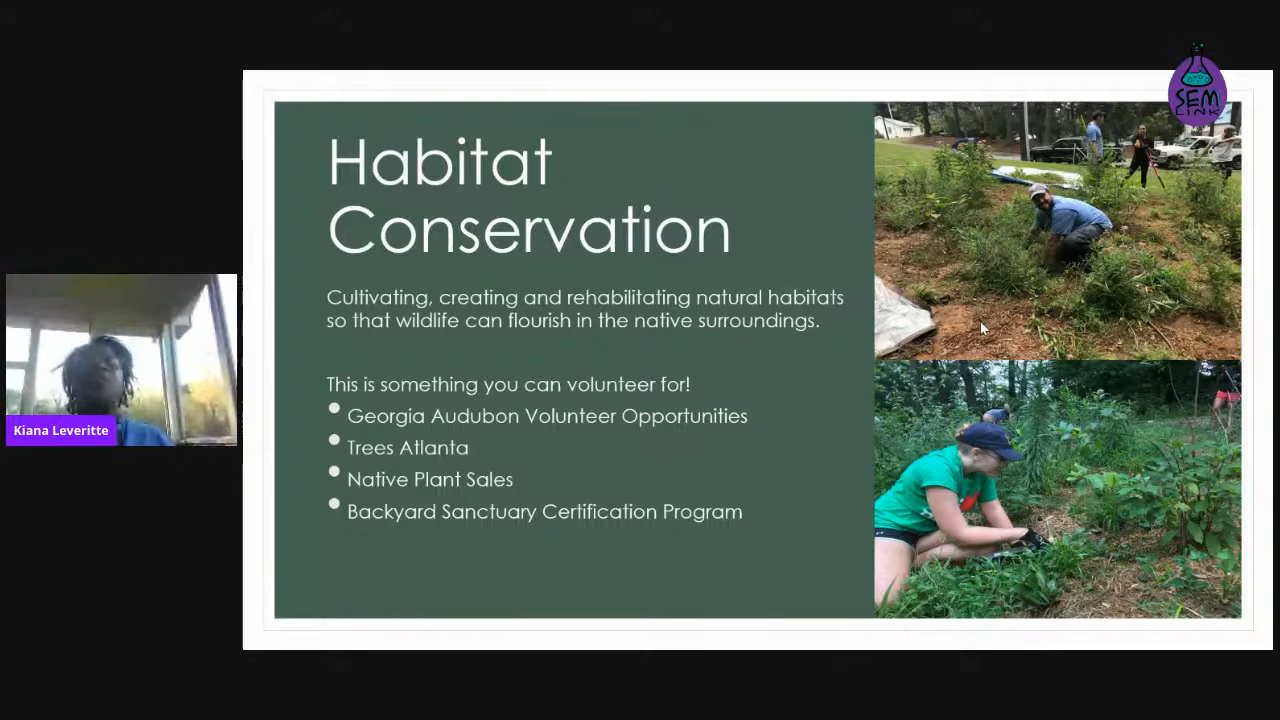 SEM
LINK
Habitat
Conservation
Cultivating, creating and rehabilitating natural habitats
so that wildlife can flourish in the native surroundings.
This is something you can volunteer for!
Georgia Audubon Volunteer Opportunities
Trees Atlanta
Native Plant Sales
Backyard Sanctuary Certification Program
Kiana Leveritte